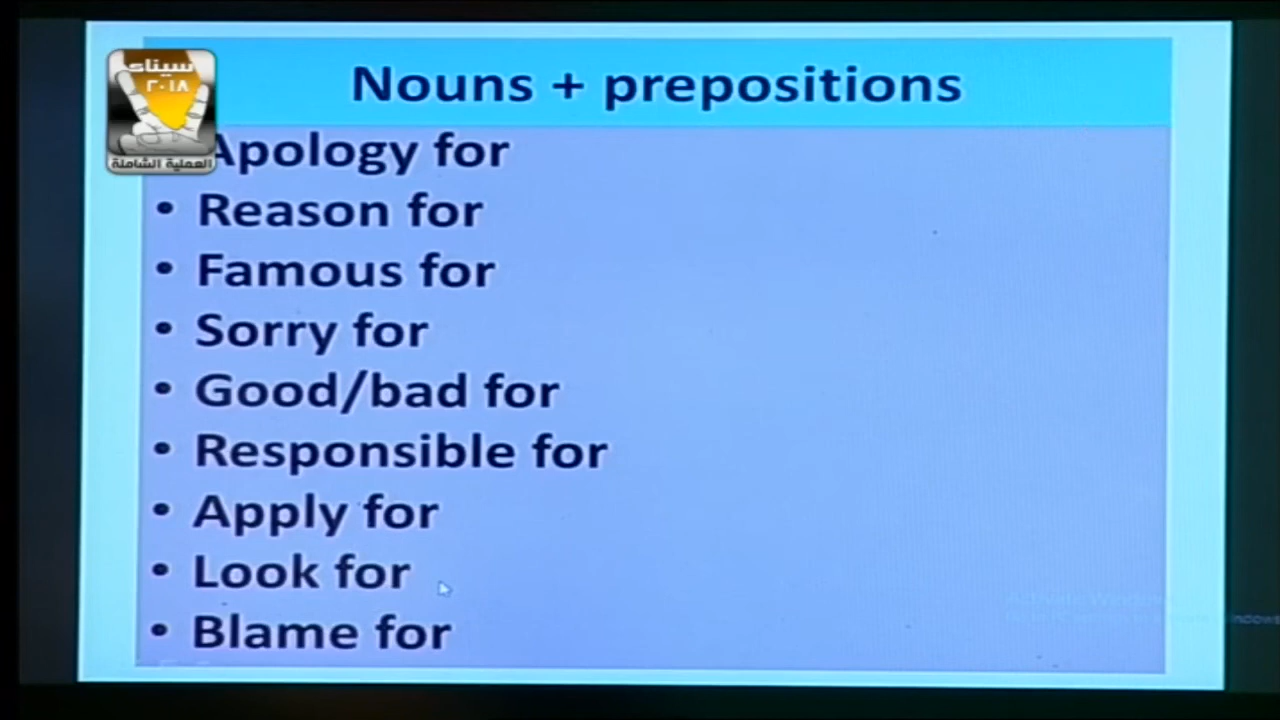 سيناء
٢٠١٨
العملية الشاملة
Nouns + prepositions
Apology for
• Reason for
• Famous for
• Sorry for
• Good/bad for
• Responsible for
• Apply for
• Look for
• Blame for